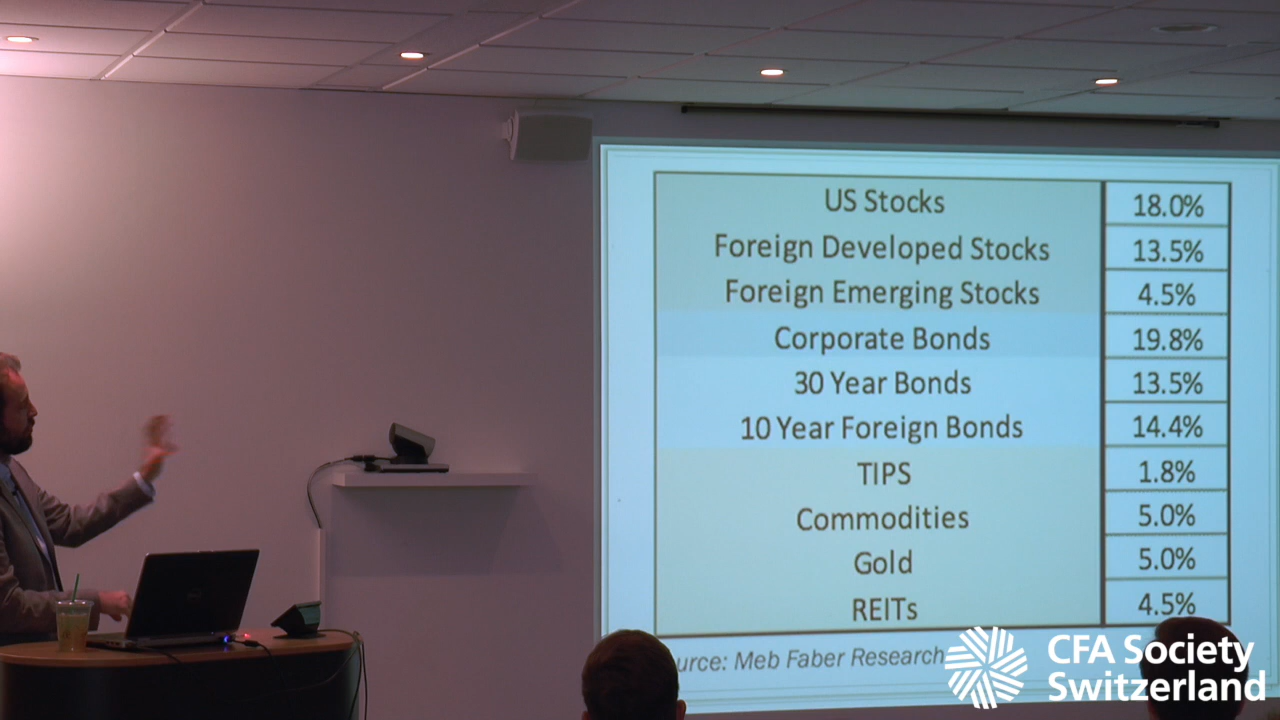 US Stocks 18.0%
Foreign Developed Stocks 13.5%
Foreign Emerging Stocks 4.5%
Corporate Bonds 19.8%
30 Year Bonds 13.5%
10 Year Foreign Bonds 14.4%
TIPS 1.8%
Commodities 5.0%
Gold 5.0%
REITs 4.5%
urce: Meb Faber Research
CFA Society
Switzerland